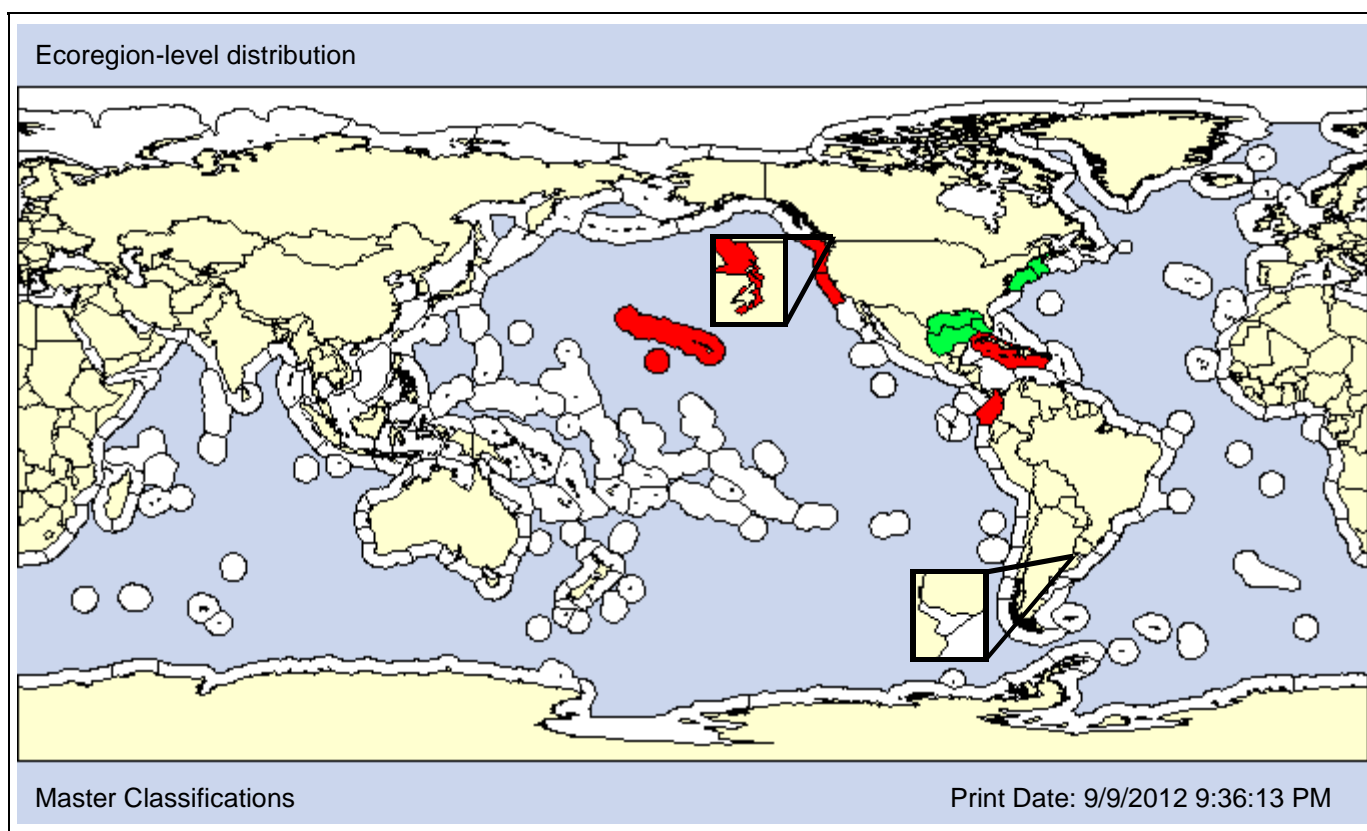 Ecoregion-level distribution
Master Classifications
Print Date: 9/9/2012 9:36:13 PM